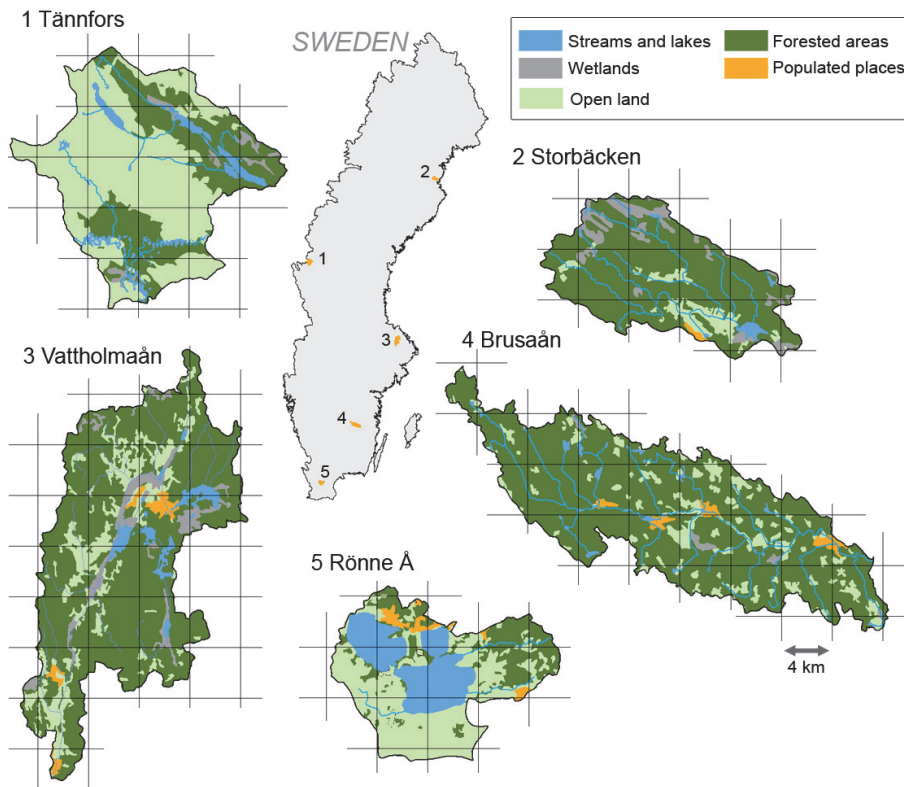 1 Tännfors
SWEDEN
Streams and lakes
Forested areas
Wetlands
Populated places
Open land
2 Storbäcken
2
1
3
4
5
3 Vattholmaån
4 Brusaån
5 Rönne Å
4 km